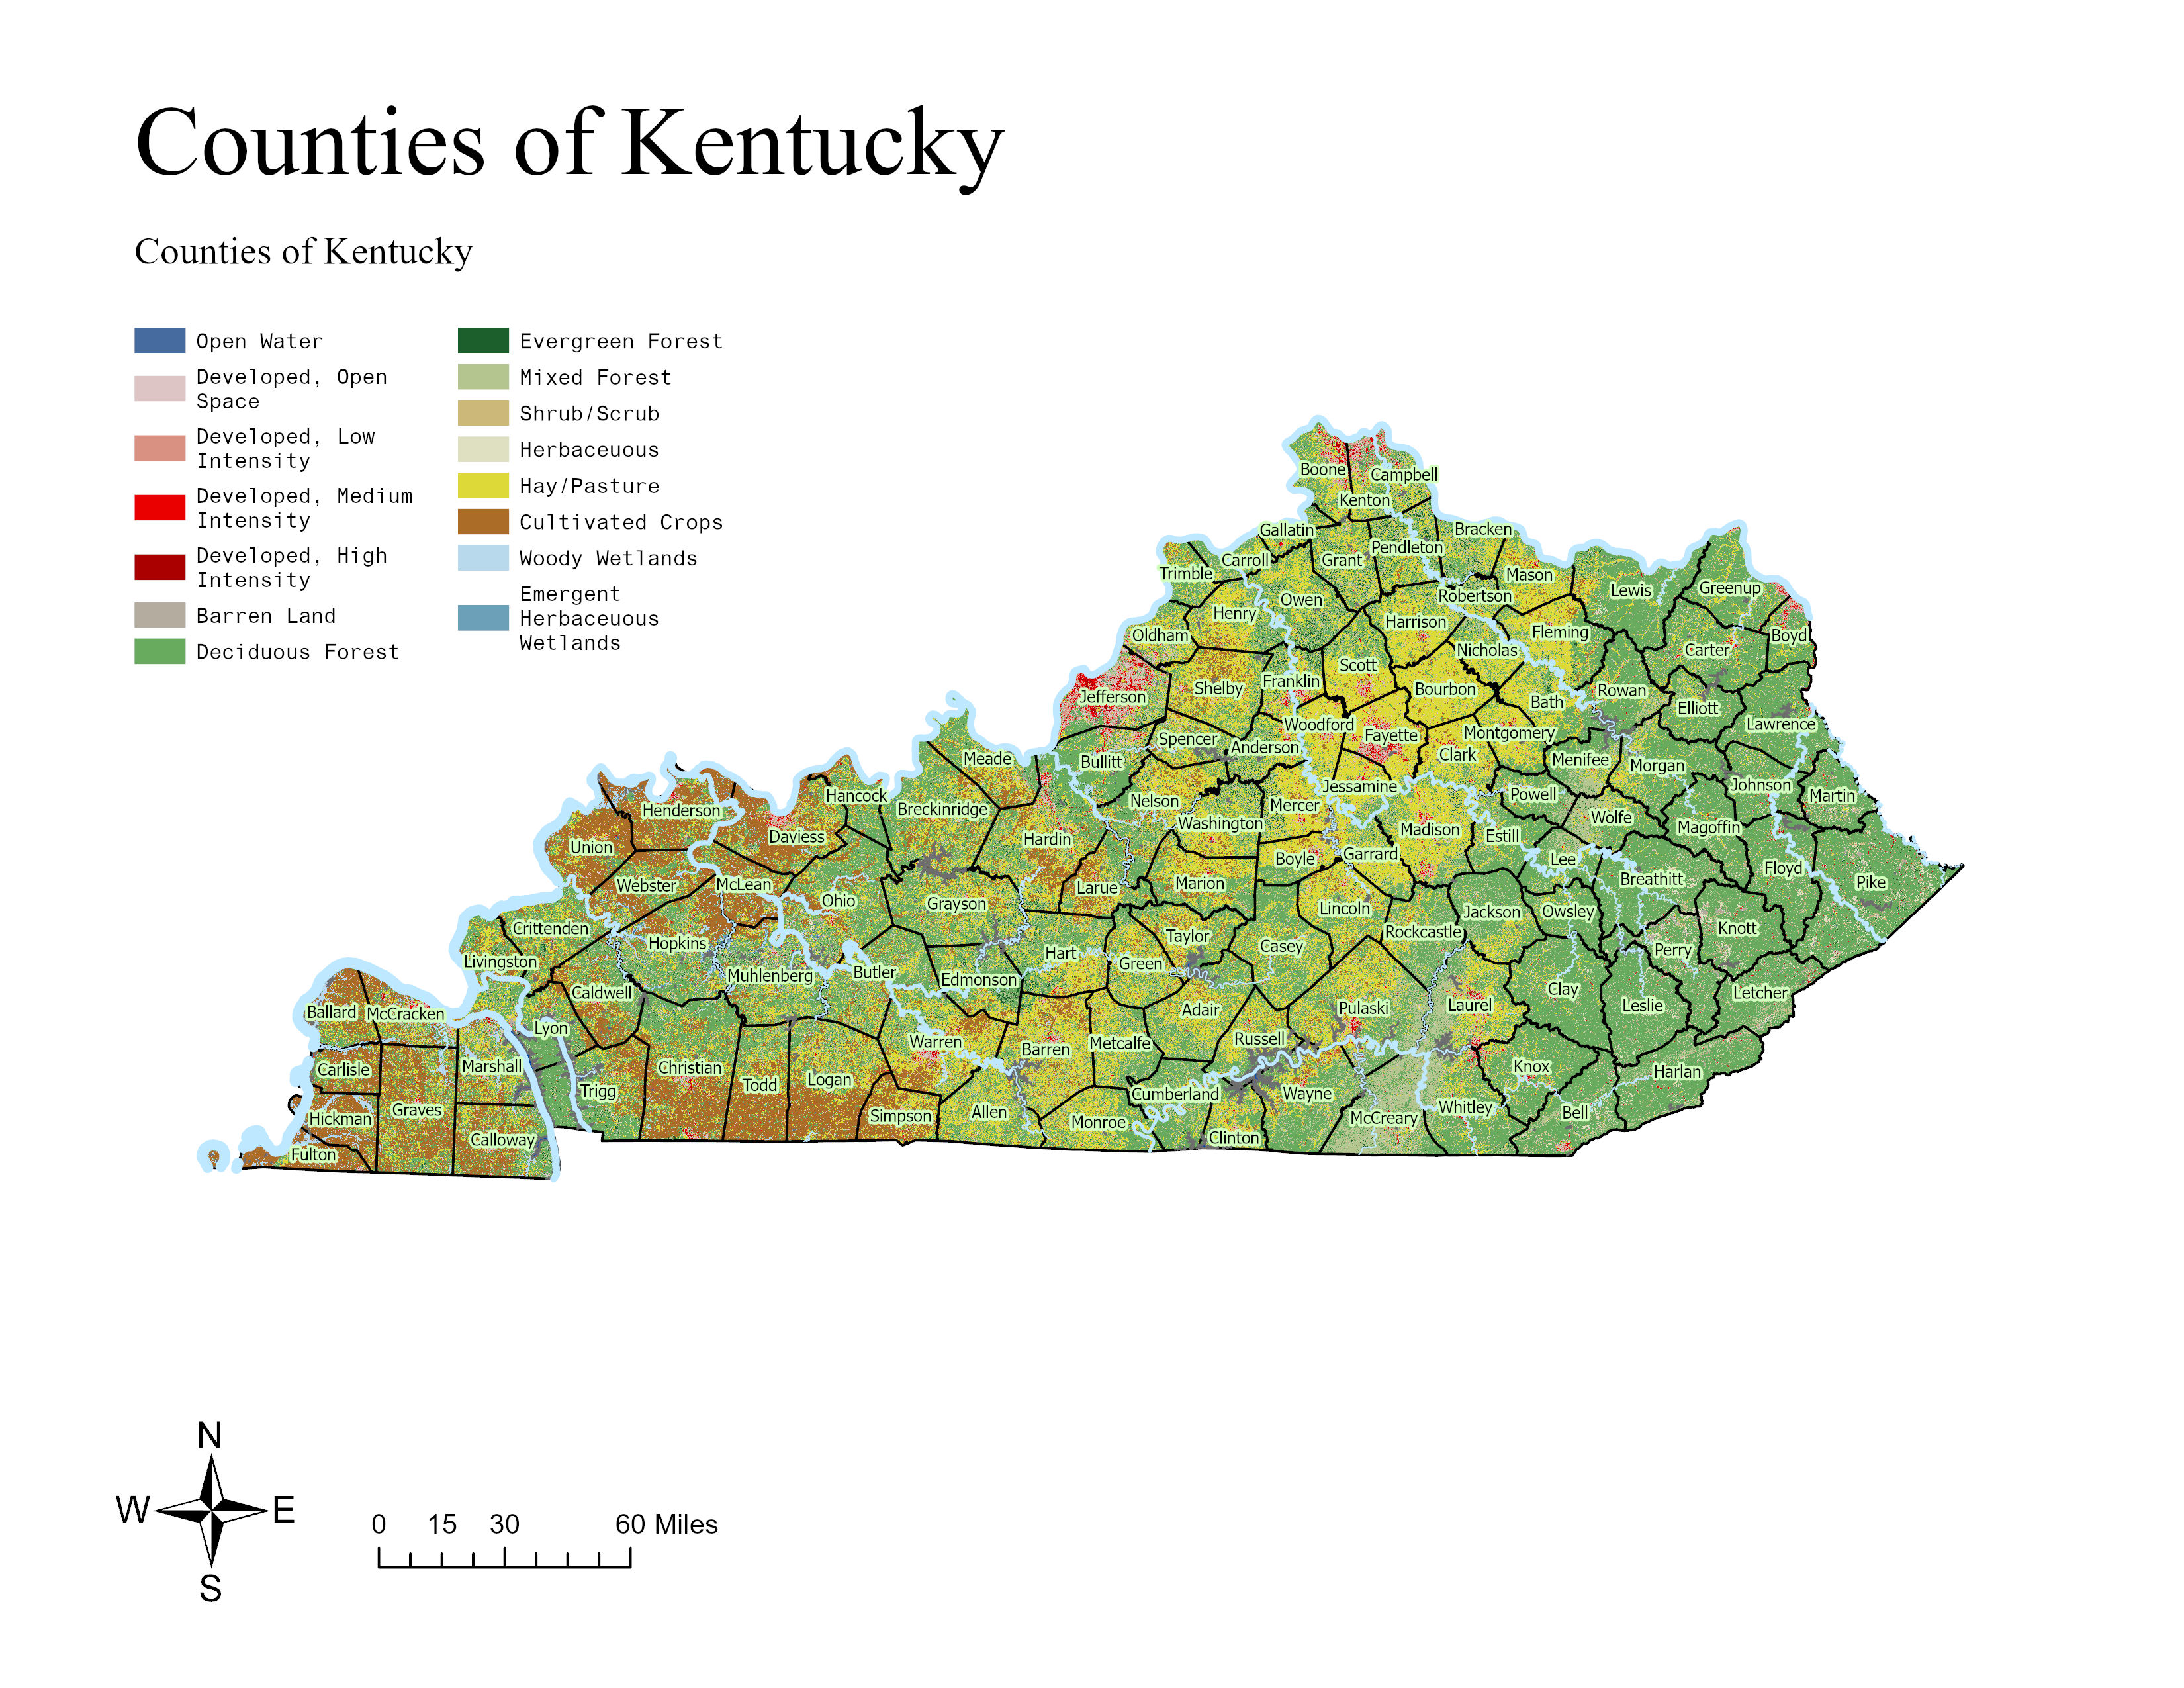 Counties of Kentucky
Counties of Kentucky
Open Water
Developed, Open
Space
Developed, Low
Intensity
Developed, Medium
Intensity
Developed, High
Intensity
Barren Land
Deciduous Forest
Evergreen Forest
Mixed Forest
Shrub/Scrub
Herbaceuous
Hay/Pasture
Cultivated Crops
Woody Wetlands
Emergent
Herbaceuous
Wetlands
Boone
Campbell
Kenton
Gallatin
Bracken
Carroll
Grant
Pendleton
Trimble
Mason
Lewis
Greenup
Owen
Robertson
Henry
Harrison
Oldham
Fleming
Boyd
Nicholas
Carter
Scott
Shelby
Franklin
Bourbon
Rowan
Jefferson
Bath
Elliott
Woodford
Lawrence
Fayette
Montgomery
Spencer
Anderson
Clark
Meade
Bullitt
Menifee
Morgan
Jessamine
Johnson
Hancock
Powell
Martin
Nelson
Mercer
Breckinridge
Henderson
Wolfe
Washington
Magoffin
Madison
Daviess
Hardin
Estill
Union
Garrard
Boyle
Lee
Floyd
Breathitt
Webster
McLean
Larue
Marion
Pike
Ohio
Grayson
Lincoln
Jackson
Owsley
Crittenden
Rockcastle
Knott
Hopkins
Taylor
Casey
Perry
Hart
Livingston
Green
Muhlenberg
Butler
Edmonson
Caldwell
Clay
Letcher
Leslie
Laurel
Pulaski
Adair
Ballard
McCracken
Lyon
Russell
Warren
Metcalfe
Barren
Marshall
Knox
Carlisle
Christian
Harlan
Logan
Todd
Trigg
Cumberland
Wayne
Whitley
Graves
Allen
Bell
Simpson
Hickman
McCreary
Monroe
Clinton
Calloway
Fulton
N
W
E
S
0 15 30 60 Miles